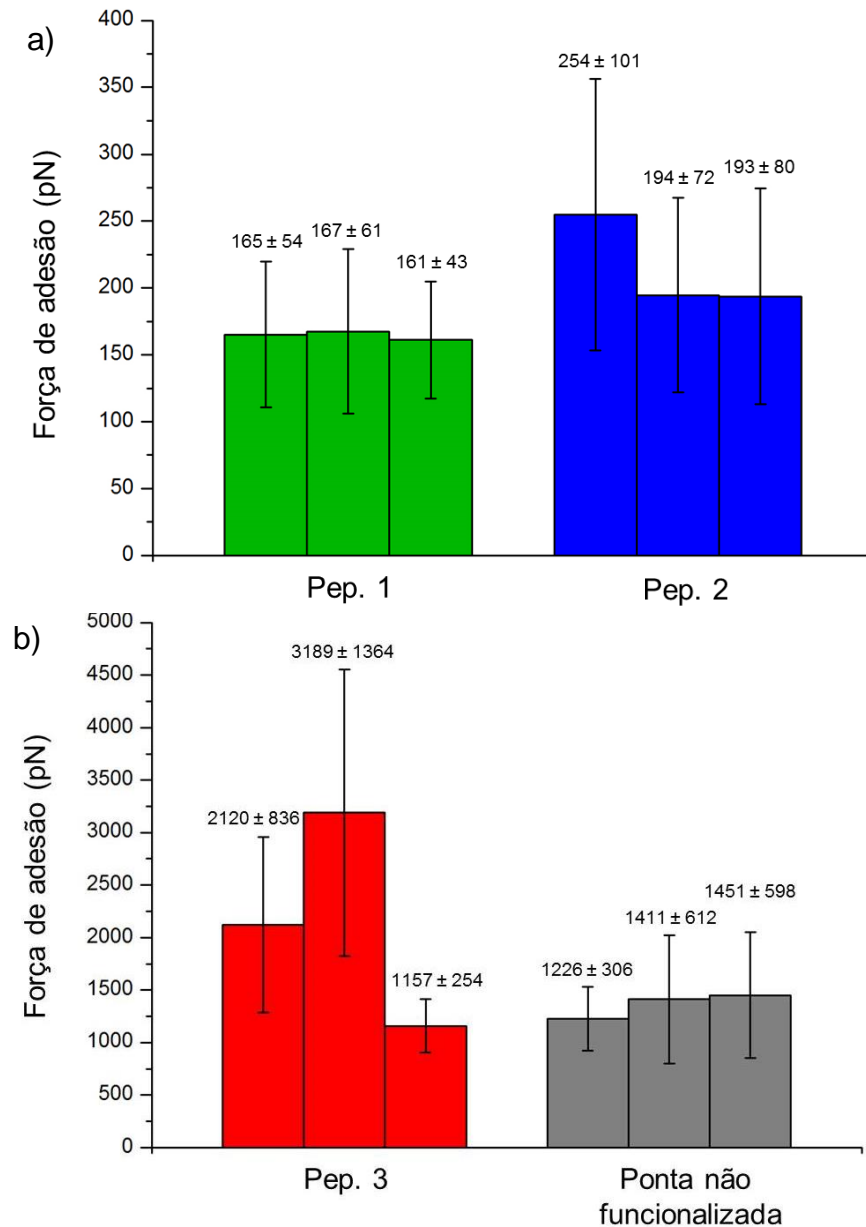 a)
Força de adesão (pN)
400
350
300
250
200
150
100
50
0
165 ± 54
167 ± 61
161 ± 43
254 ± 101
194 ± 72
193 ± 80
Pep. 1
Pep. 2
b)
Força de adesão (pN)
5000
4500
4000
3500
3000
2500
2000
1500
1000
500
0
2120 ± 836
3189 ± 1364
1157 ± 254
1226 ± 306
1411 ± 612
1451 ± 598
Pep. 3
Ponta não
funcionalizada